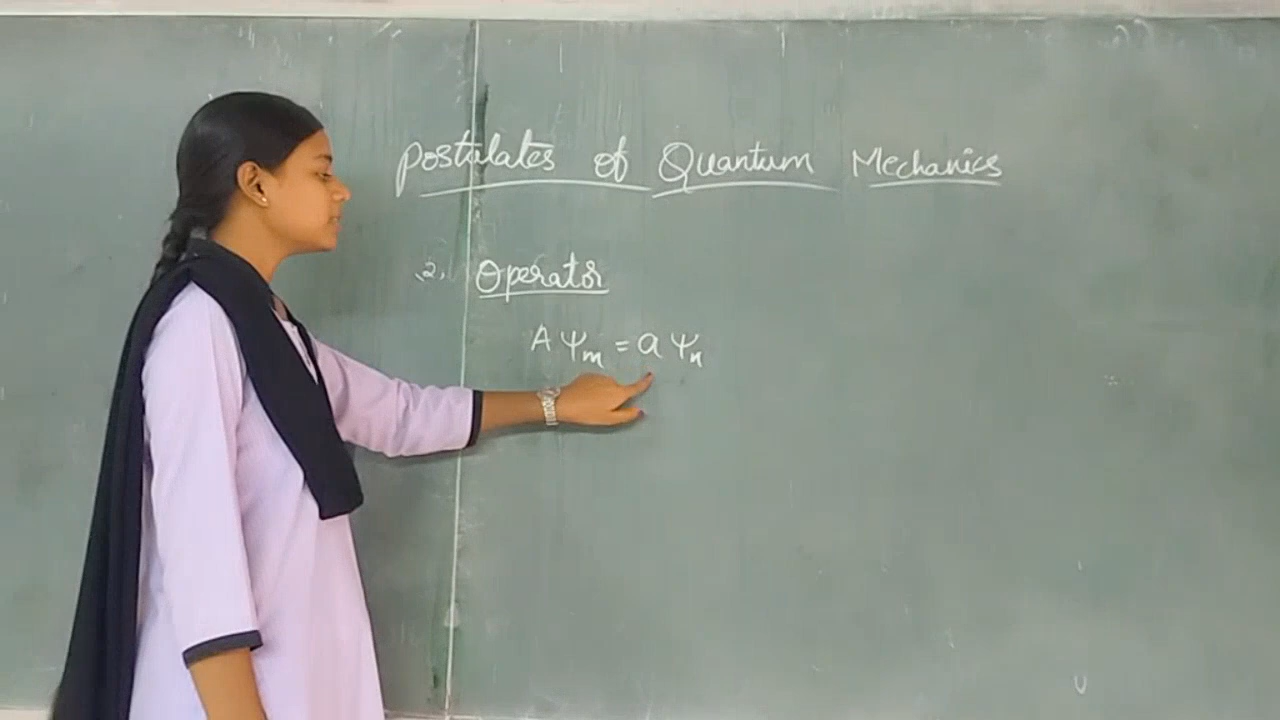 Postulates of Quantum Mechanics
2. Operator
A Ψm = a Ψn